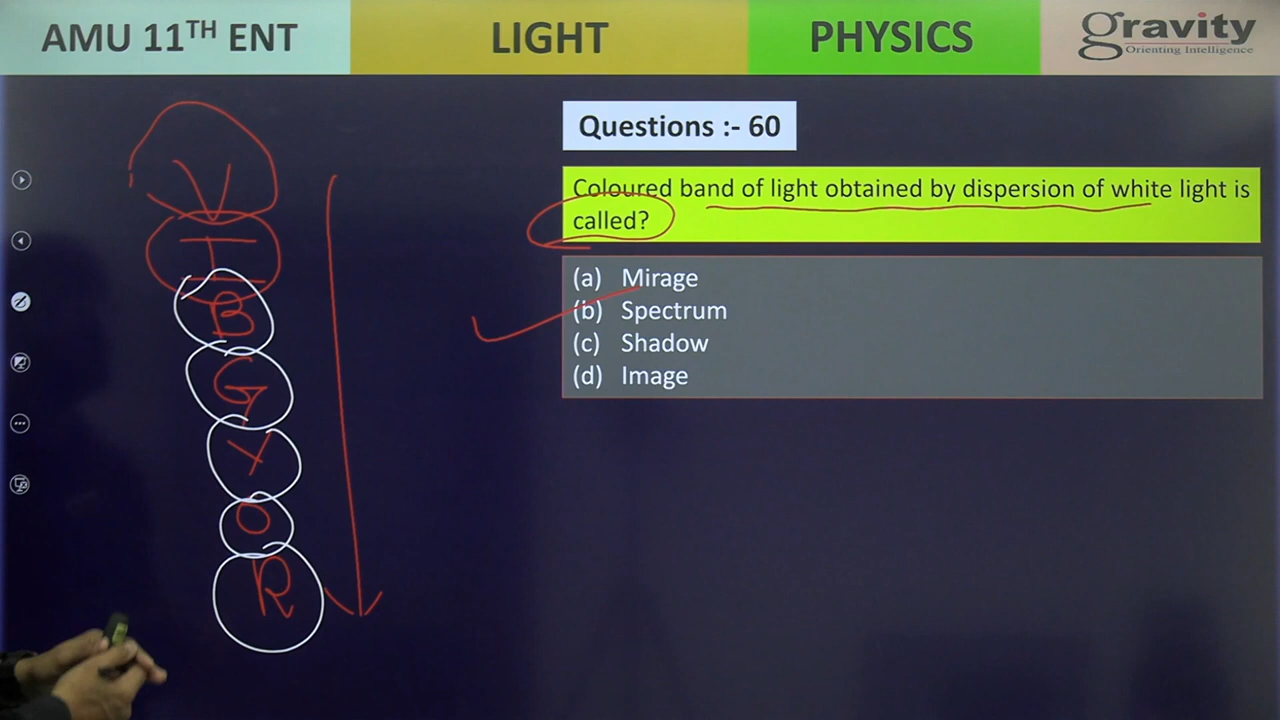 AMU 11TH ENT
LIGHT
PHYSICS
gravity
Orienting Intelligence
Questions :- 60
Coloured band of light obtained by dispersion of white light is
called?
(a) Mirage
(b) Spectrum
(c) Shadow
(d) Image
V
I
B
G
Y
O
R